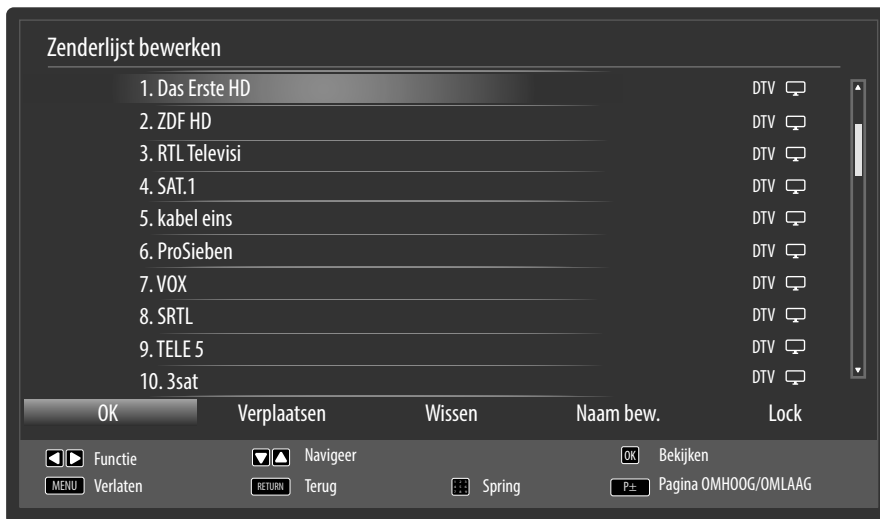 Zenderlijst bewerken
1. Das Erste HD DTV
2. ZDF HD DTV
3. RTL Televisi DTV
4. SAT.1 DTV
5. kabel eins DTV
6. ProSieben DTV
7. VOX DTV
8. SRTL DTV
9. TELE 5 DTV
10. 3sat DTV
OK Verplaatsen Wissen Naam bew. Lock
Functie Navigeer OK Bekijken
MENU Verlaten RETURN Terug Spring P± Pagina OMHOOG/OMLAAG